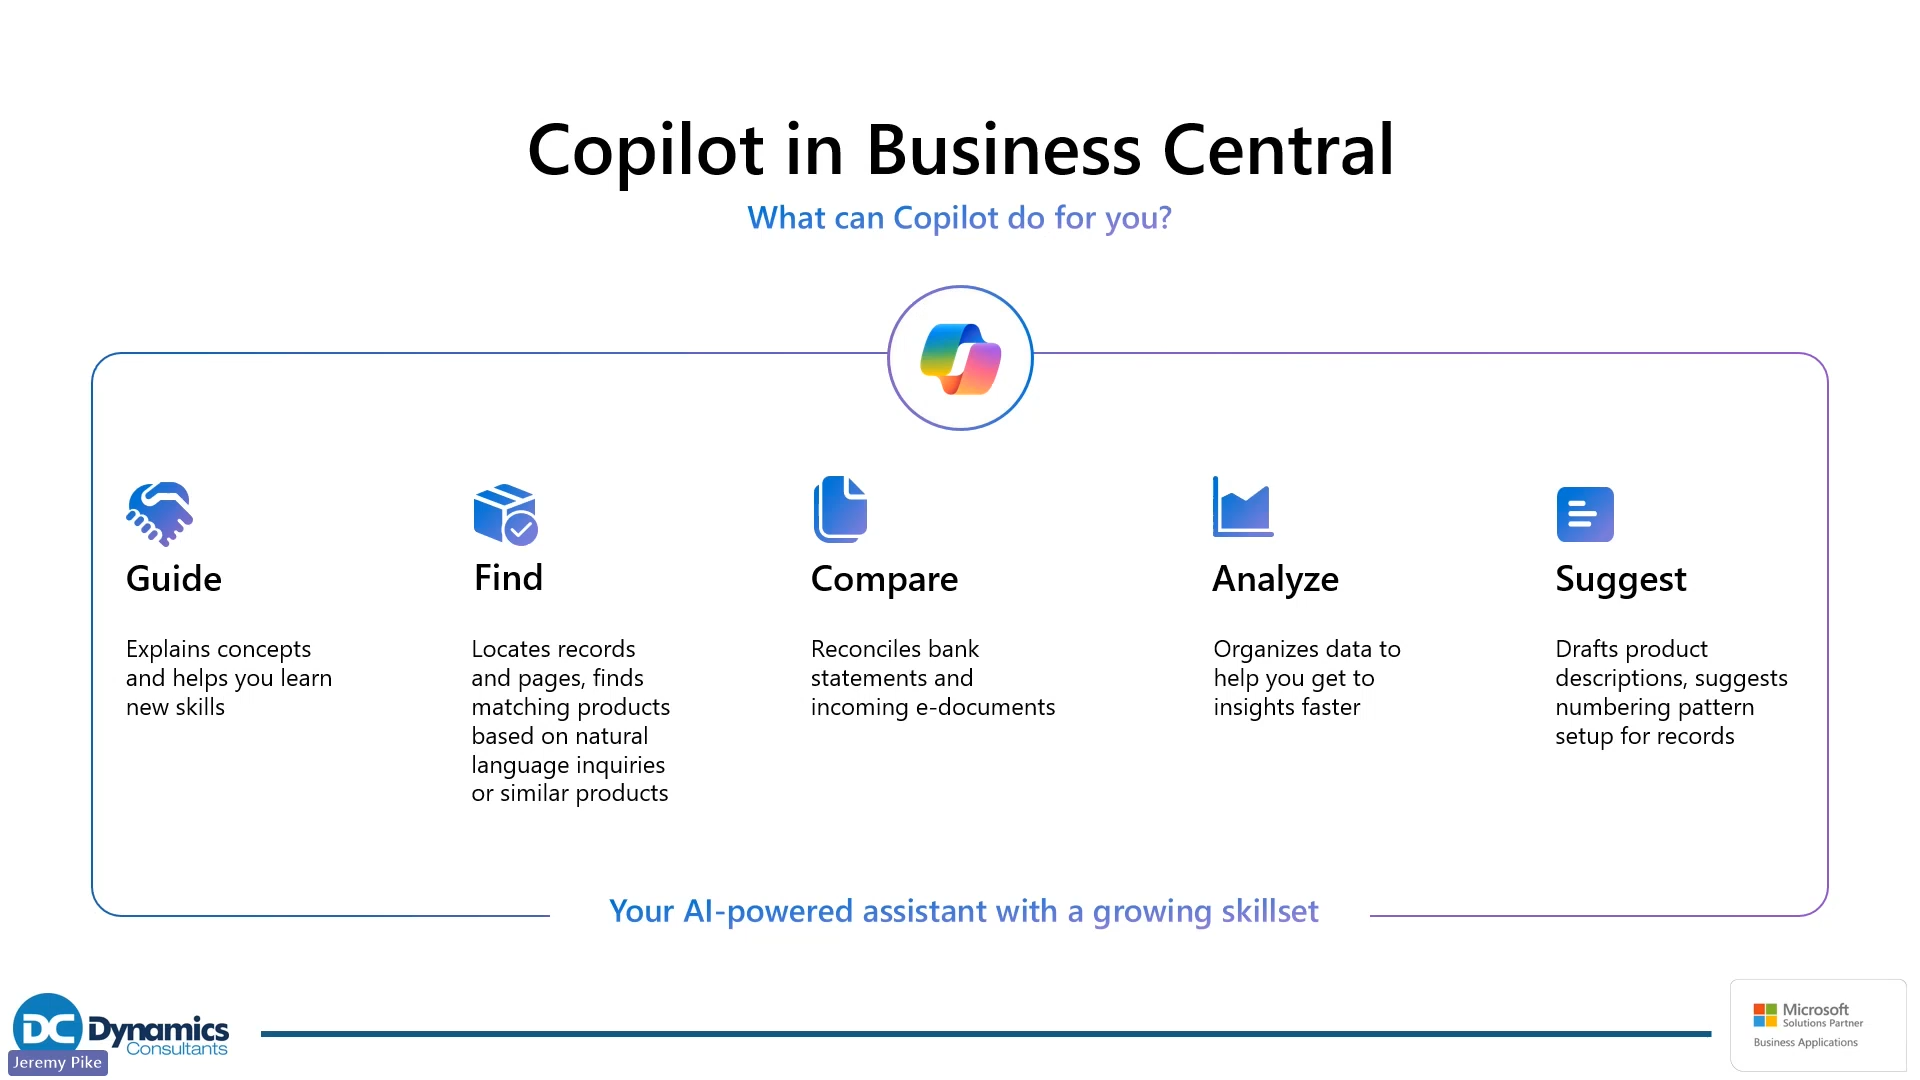 Copilot in Business Central
What can Copilot do for you?
Guide
Explains concepts
and helps you learn
new skills
Find
Locates records
and pages, finds
matching products
based on natural
language inquiries
or similar products
Compare
Reconciles bank
statements and
incoming e-documents
Analyze
Organizes data to
help you get to
insights faster
Suggest
Drafts product
descriptions, suggests
numbering pattern
setup for records
Your AI-powered assistant with a growing skillset
DC Dynamics
Consultants
Jeremy Pike
Microsoft
Solutions Partner
Business Applications